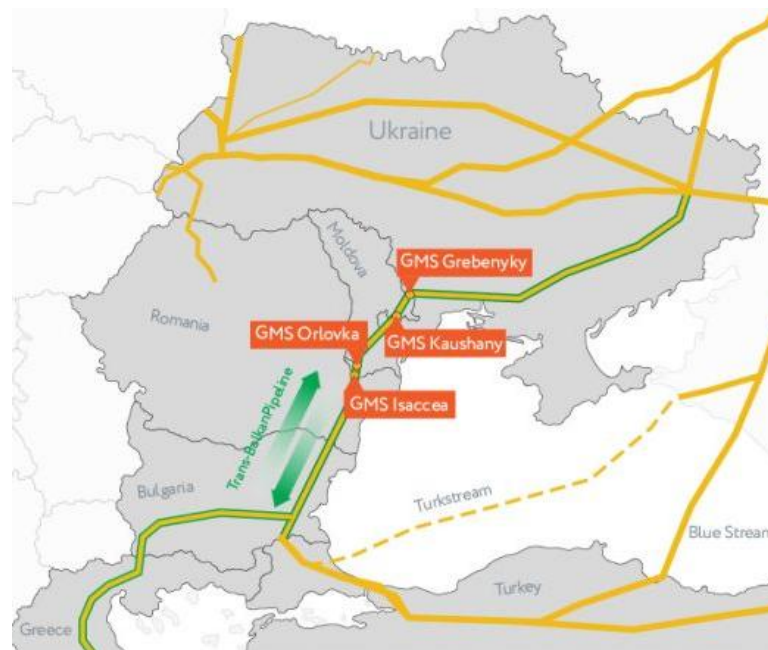 Ukraine
Moldova
GMS Grebenyky
Romania
GMS Orlovka
GMS Kaushany
GMS Isaccea
Trans-BalkanPipeline
Bulgaria
Turkstream
Blue Stream
Turkey
Greece